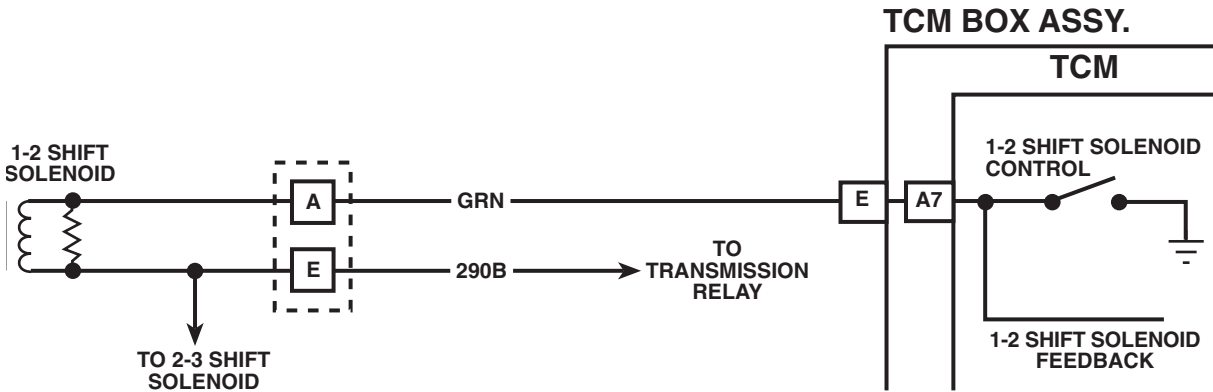 TCM BOX ASSY.
TCM
1-2 SHIFT
SOLENOID
1-2 SHIFT SOLENOID
CONTROL
A
GRN
E
A7
E
290B
TO
TRANSMISSION
RELAY
TO 2-3 SHIFT
SOLENOID
1-2 SHIFT SOLENOID
FEEDBACK